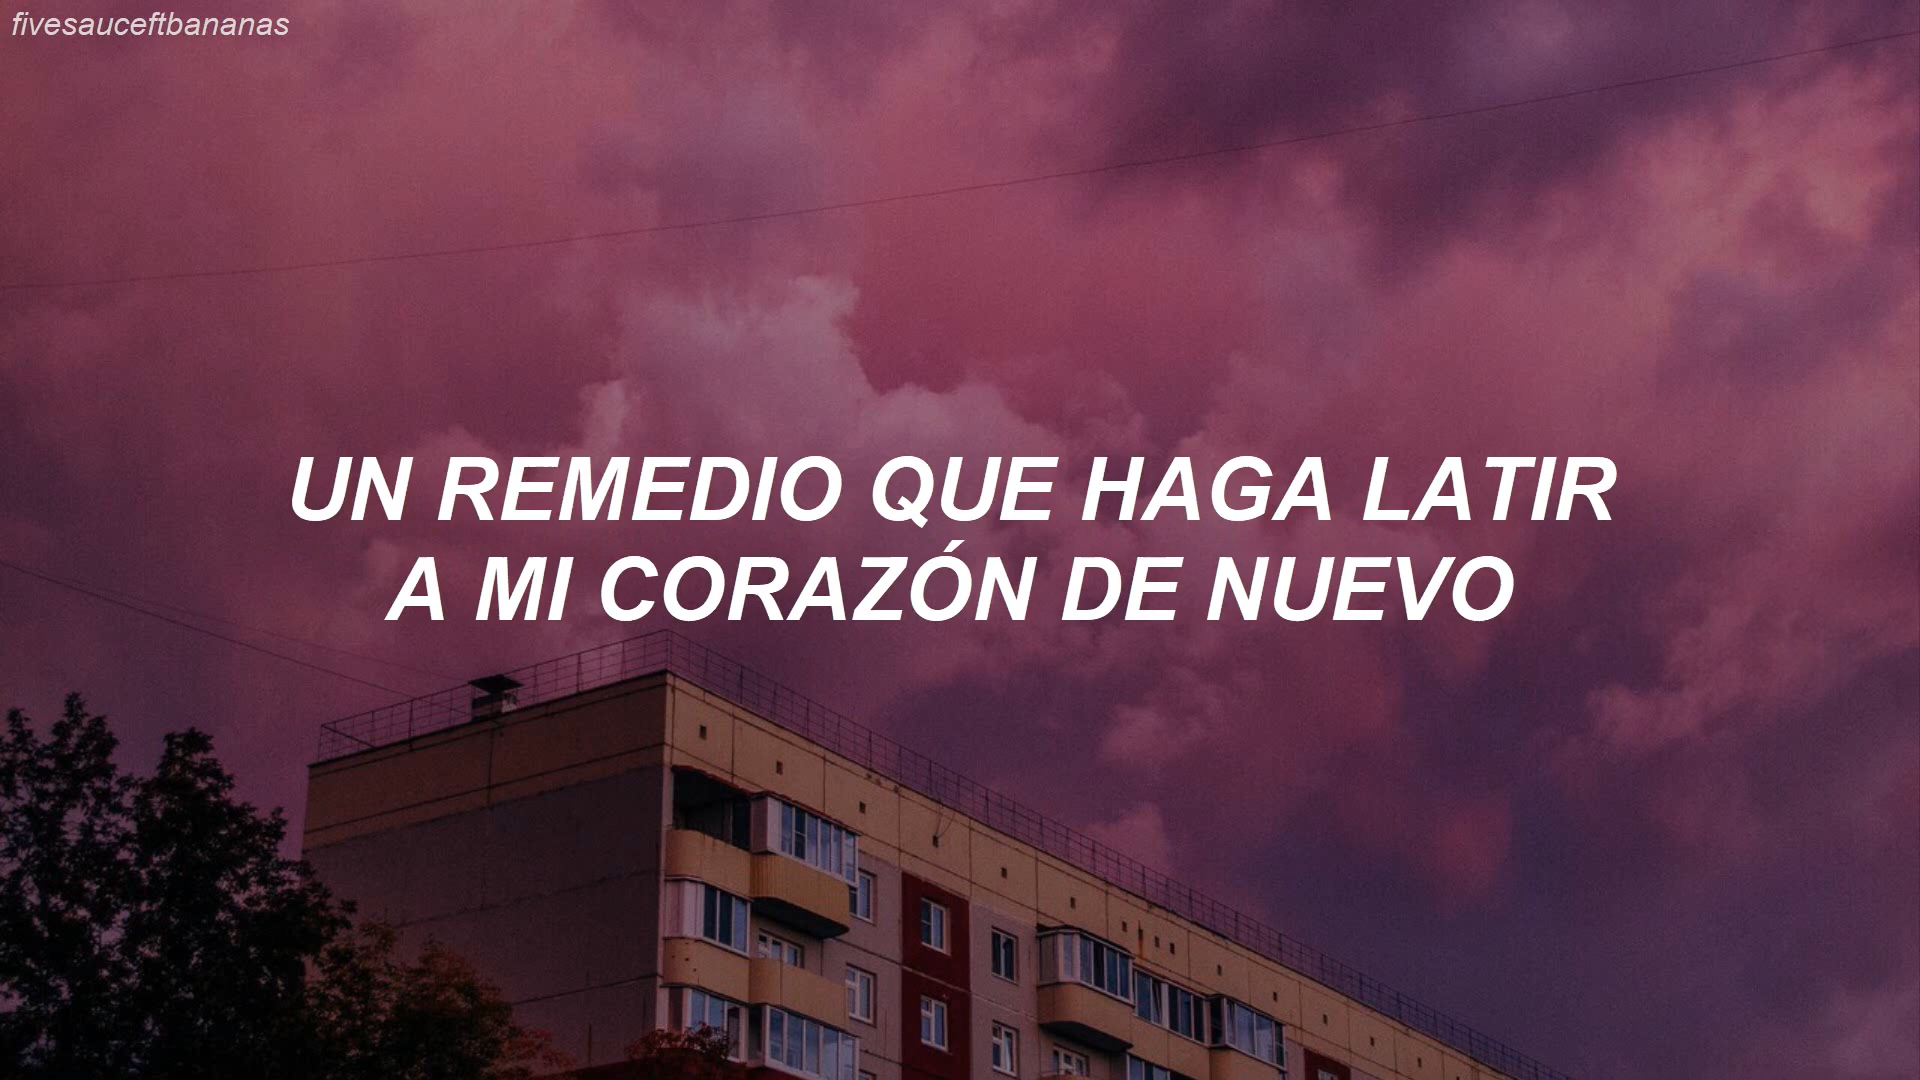 fivesauceftbananas
UN REMEDIO QUE HAGA LATIR
A MI CORAZÓN DE NUEVO